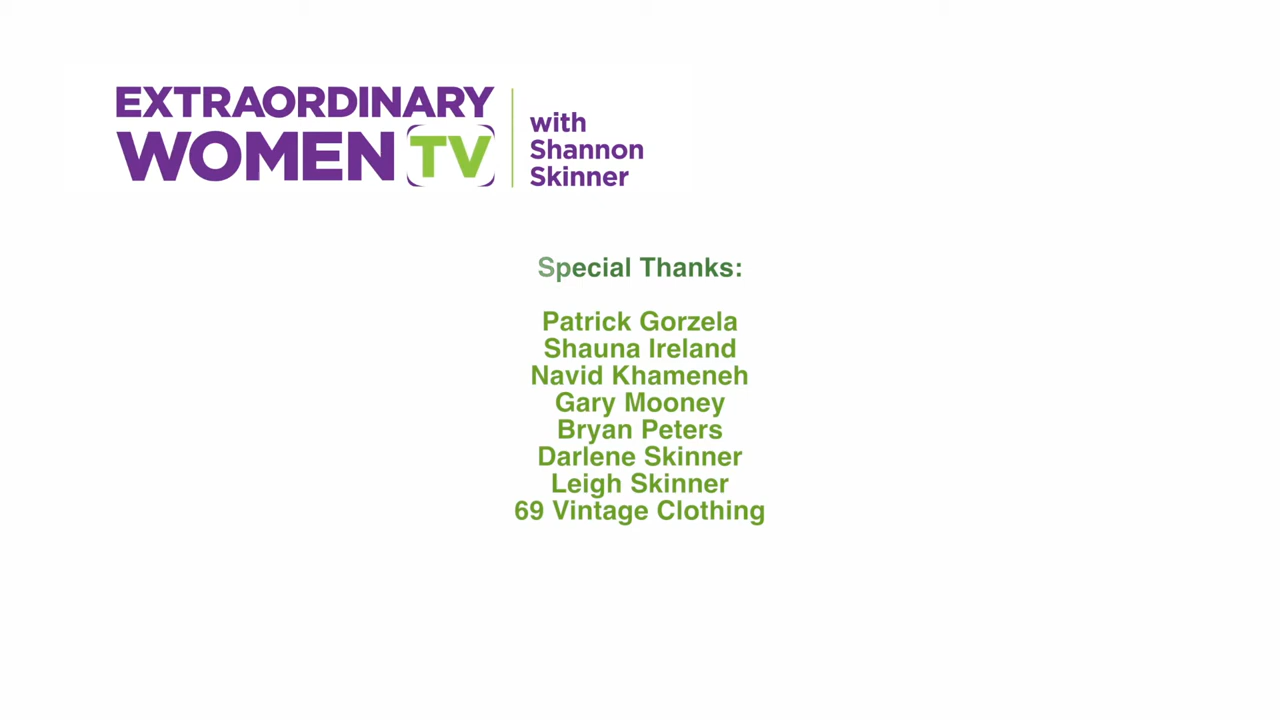 EXTRAORDINARY
WOMEN TV
with
Shannon
Skinner
Special Thanks:
Patrick Gorzela
Shauna Ireland
Navid Khameneh
Gary Mooney
Bryan Peters
Darlene Skinner
Leigh Skinner
69 Vintage Clothing